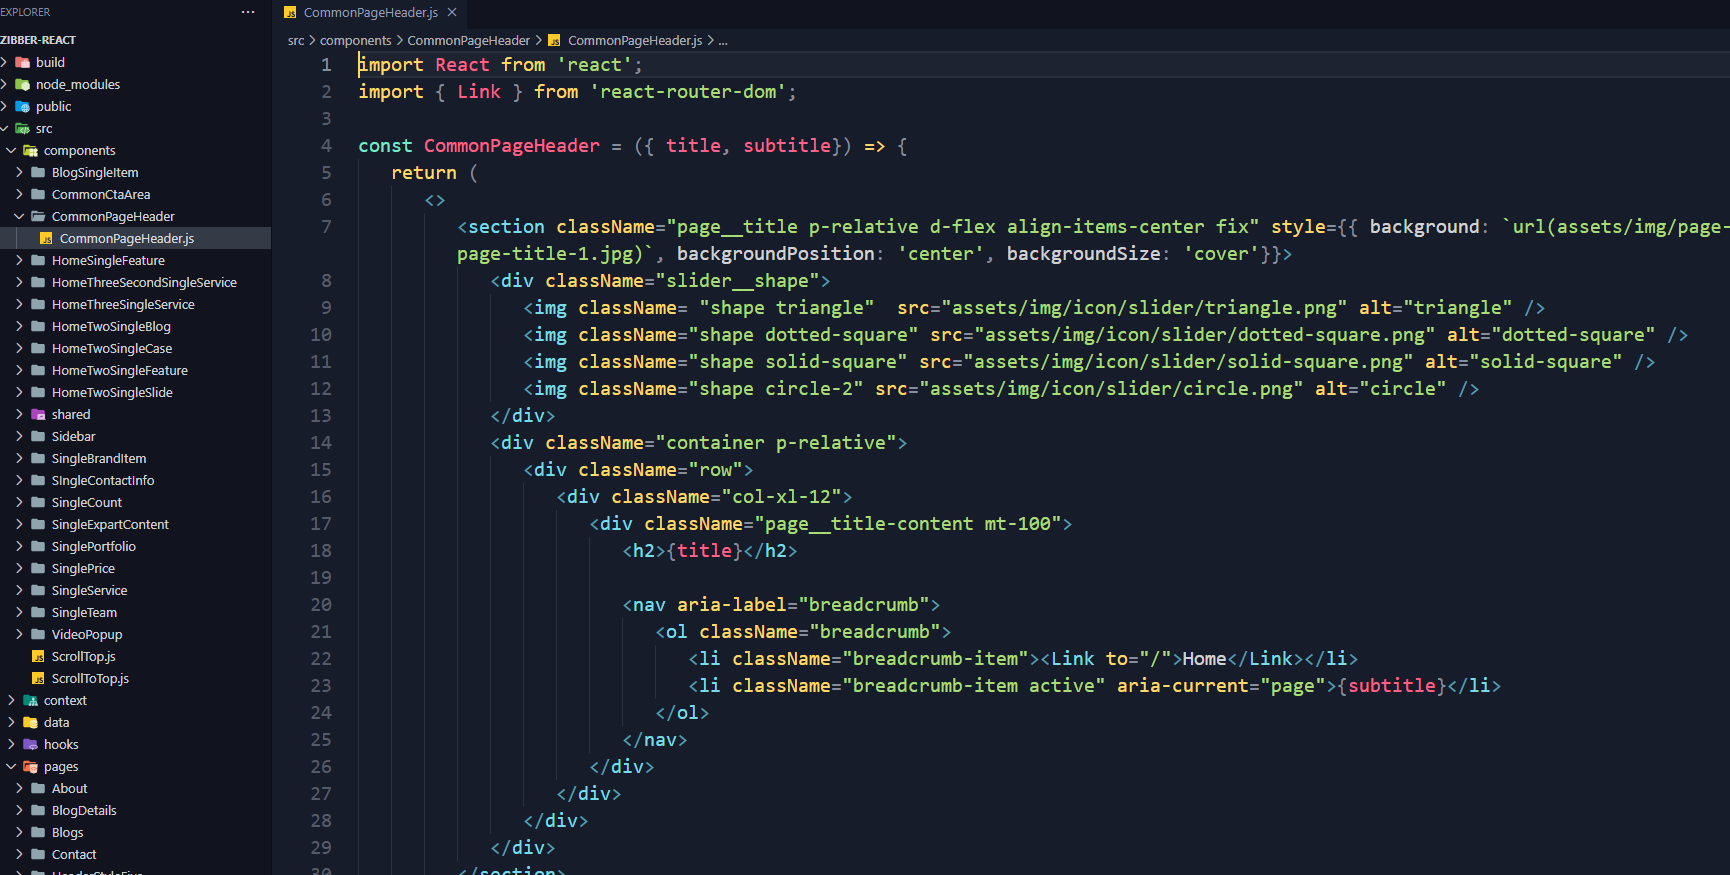 EXPLORER
ZIBBER-REACT
build
node_modules
public
src
components
BlogSingleItem
CommonCtaArea
CommonPageHeader
CommonPageHeader.js
HomeSingleFeature
HomeThreeSecondSingleService
HomeThreeSingleService
HomeTwoSingleBlog
HomeTwoSingleCase
HomeTwoSingleFeature
HomeTwoSingleSlide
shared
Sidebar
SingleBrandItem
SIngleContactInfo
SingleCount
SingleExpartContent
SinglePortfolio
SinglePrice
SingleService
SingleTeam
VideoPopup
ScrollTop.js
ScrollToTop.js
context
data
hooks
pages
About
BlogDetails
Blogs
Contact
CommonPageHeader.js
src > components > CommonPageHeader > CommonPageHeader.js > ...
1 import React from 'react';
2 import { Link } from 'react-router-dom';
3
4 const CommonPageHeader = ({ title, subtitle}) => {
5 return (
6 <>
7 <section className="page__title p-relative d-flex align-items-center fix" style={{ background: `url(assets/img/page-
page-title-1.jpg)`, backgroundPosition: 'center', backgroundSize: 'cover'}}>
8 <div className="slider__shape">
9 <img className= "shape triangle"  src="assets/img/icon/slider/triangle.png" alt="triangle" />
10 <img className="shape dotted-square" src="assets/img/icon/slider/dotted-square.png" alt="dotted-square" />
11 <img className="shape solid-square" src="assets/img/icon/slider/solid-square.png" alt="solid-square" />
12 <img className="shape circle-2" src="assets/img/icon/slider/circle.png" alt="circle" />
13 </div>
14 <div className="container p-relative">
15 <div className="row">
16 <div className="col-xl-12">
17 <div className="page__title-content mt-100">
18 <h2>{title}</h2>
19
20 <nav aria-label="breadcrumb">
21 <ol className="breadcrumb">
22 <li className="breadcrumb-item"><Link to="/">Home</Link></li>
23 <li className="breadcrumb-item active" aria-current="page">{subtitle}</li>
24 </ol>
25 </nav>
26 </div>
27 </div>
28 </div>
29 </div>
30 </section>